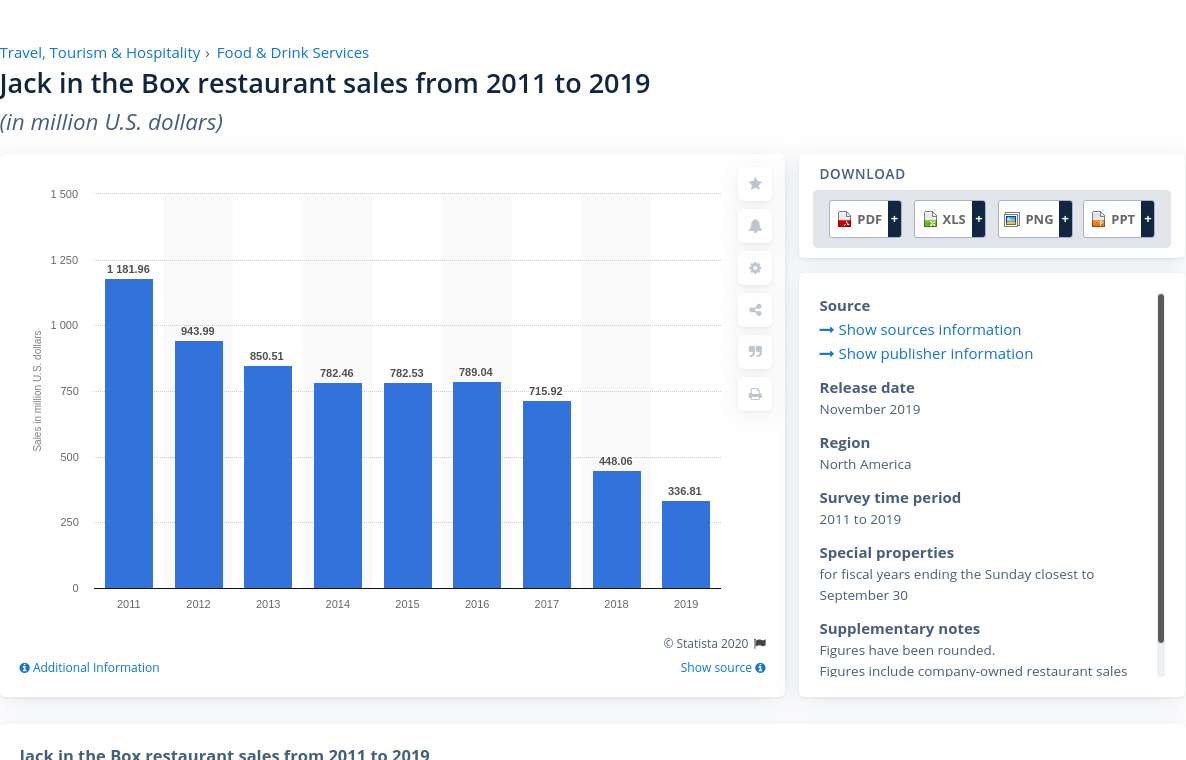 Travel, Tourism & Hospitality › Food & Drink Services
Jack in the Box restaurant sales from 2011 to 2019
(in million U.S. dollars)
1 500
1 250
1 000
750
500
250
0
Sales in million U.S. dollars
1 181.96
943.99
850.51
782.46
782.53
789.04
715.92
448.06
336.81
2011 2012 2013 2014 2015 2016 2017 2018 2019
© Statista 2020
Additional Information
Show source
DOWNLOAD
PDF + XLS + PNG + PPT +
Source
Show sources information
Show publisher information
Release date
November 2019
Region
North America
Survey time period
2011 to 2019
Special properties
for fiscal years ending the Sunday closest to
September 30
Supplementary notes
Figures have been rounded.
Figures include company-owned restaurant sales
Jack in the Box restaurant sales from 2011 to 2019